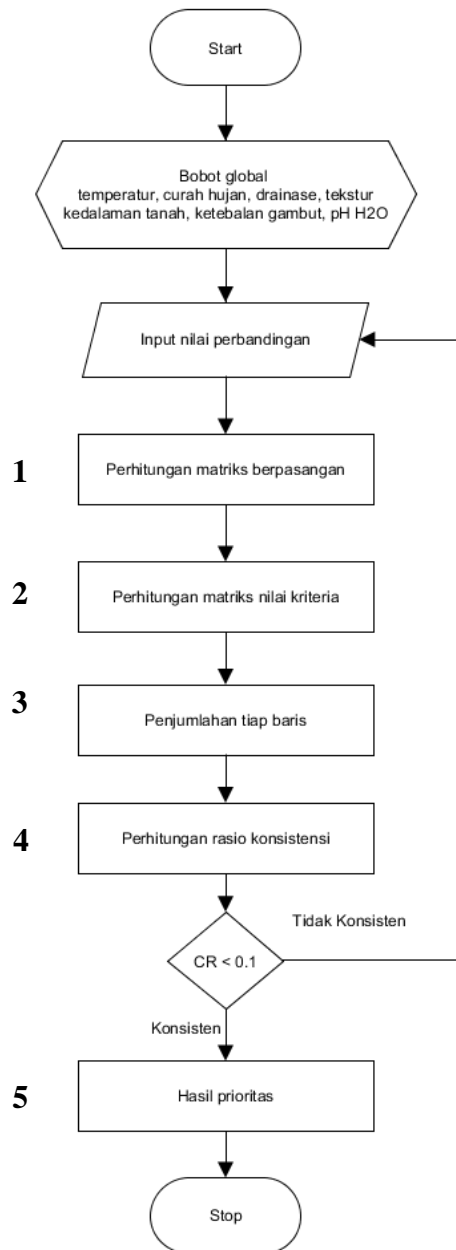 Start
Bobot global
temperatur, curah hujan, drainase, tekstur
kedalaman tanah, ketebalan gambut, pH H2O
Input nilai perbandingan
1
Perhitungan matriks berpasangan
2
Perhitungan matriks nilai kriteria
3
Penjumlahan tiap baris
4
Perhitungan rasio konsistensi
Tidak Konsisten
CR < 0.1
Konsisten
5
Hasil prioritas
Stop